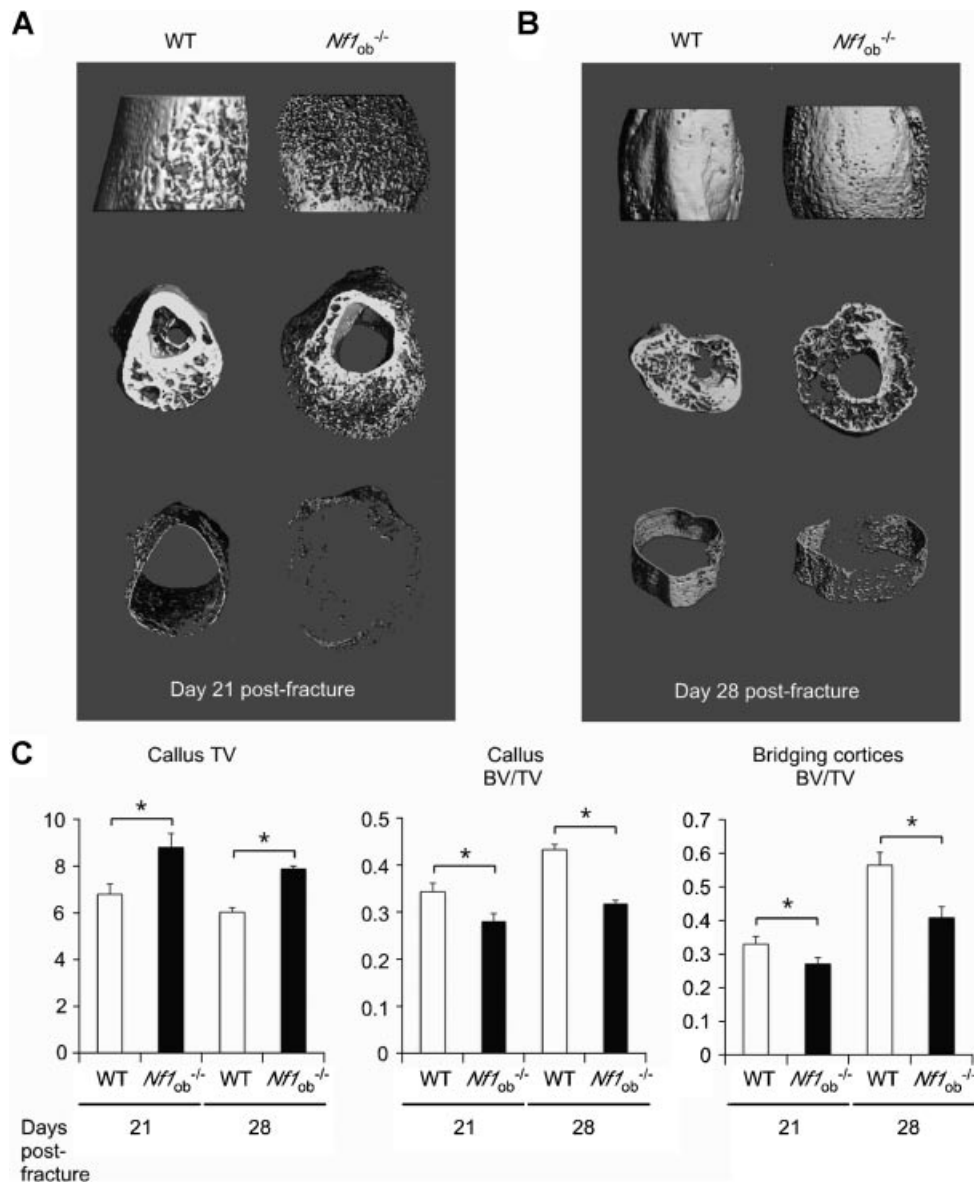 A
WT Nf1ob-/-
Day 21 post-fracture
B
WT Nf1ob-/-
Day 28 post-fracture
C
Callus TV
10
8
6
4
2
0
WT Nf1ob-/- WT Nf1ob-/-
Days post-fracture
21 28
Callus
BV/TV
0.5
0.4
0.3
0.2
0.1
0
WT Nf1ob-/- WT Nf1ob-/-
21 28
Bridging cortices
BV/TV
0.7
0.6
0.5
0.4
0.3
0.2
0.1
0
WT Nf1ob-/- WT Nf1ob-/-
21 28
*
*
*
*
*
*